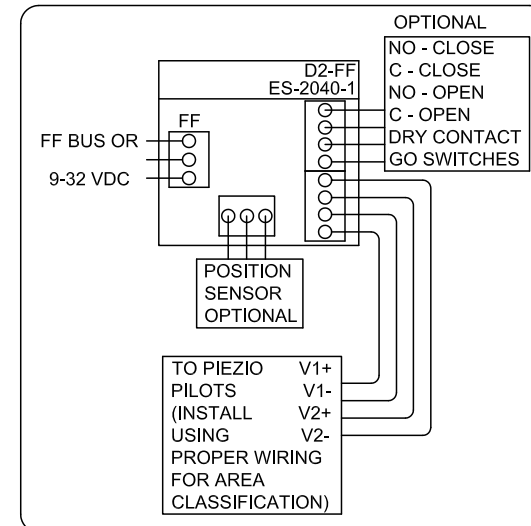 OPTIONAL
NO - CLOSE
C - CLOSE
NO - OPEN
C - OPEN
DRY CONTACT
GO SWITCHES
D2-FF
ES-2040-1
FF
FF BUS OR
9-32 VDC
POSITION
SENSOR
OPTIONAL
TO PIEZIO V1+
PILOTS V1-
(INSTALL V2+
USING V2-
PROPER WIRING
FOR AREA
CLASSIFICATION)